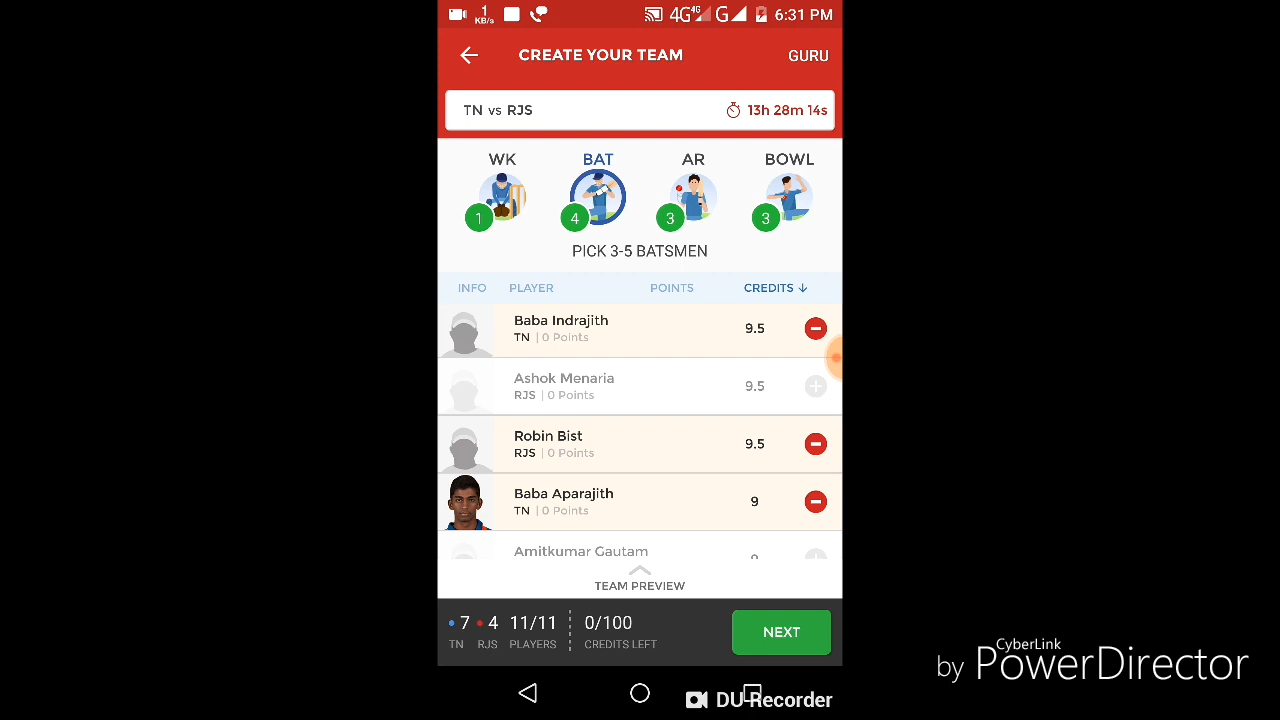 1 KB/s 4G 4G G 6:31 PM
CREATE YOUR TEAM GURU
TN vs RJS 13h 28m 14s
WK BAT AR BOWL
1 4 3 3
PICK 3-5 BATSMEN
INFO PLAYER POINTS CREDITS ↓
Baba Indrajith 9.5
TN | 0 Points
Ashok Menaria 9.5
RJS | 0 Points
Robin Bist 9.5
RJS | 0 Points
Baba Aparajith 9
TN | 0 Points
Amitkumar Gautam 9
TEAM PREVIEW
7 4 11/11 0/100
TN RJS PLAYERS CREDITS LEFT
NEXT
DU Recorder
by CyberLink PowerDirector